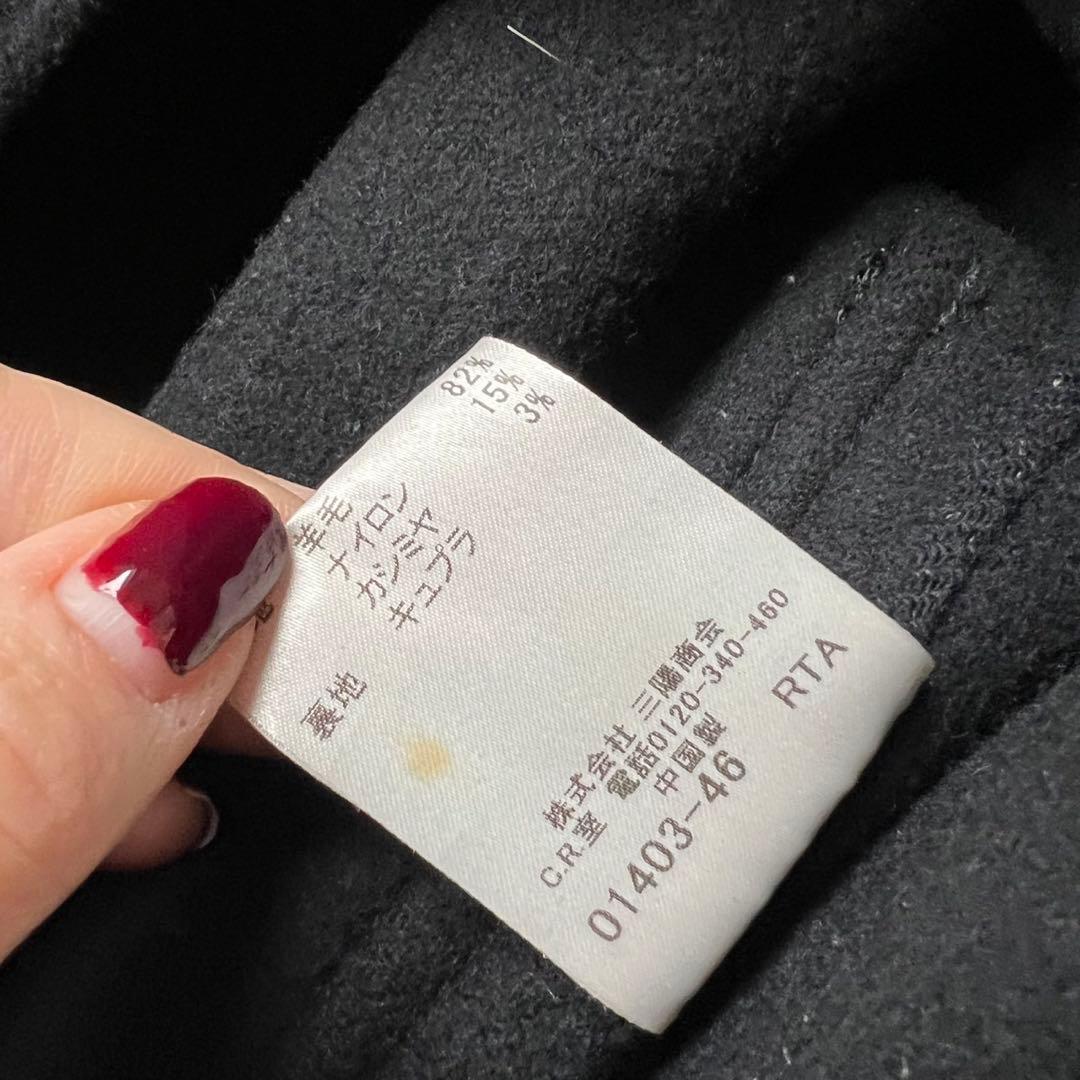 羊毛 82%
ナイロン 15%
カシミヤ 3%
裏地 キュプラ
株式会社 三陽商会
C.R室 電話0120-340-460
中国製
01403-46 RTA